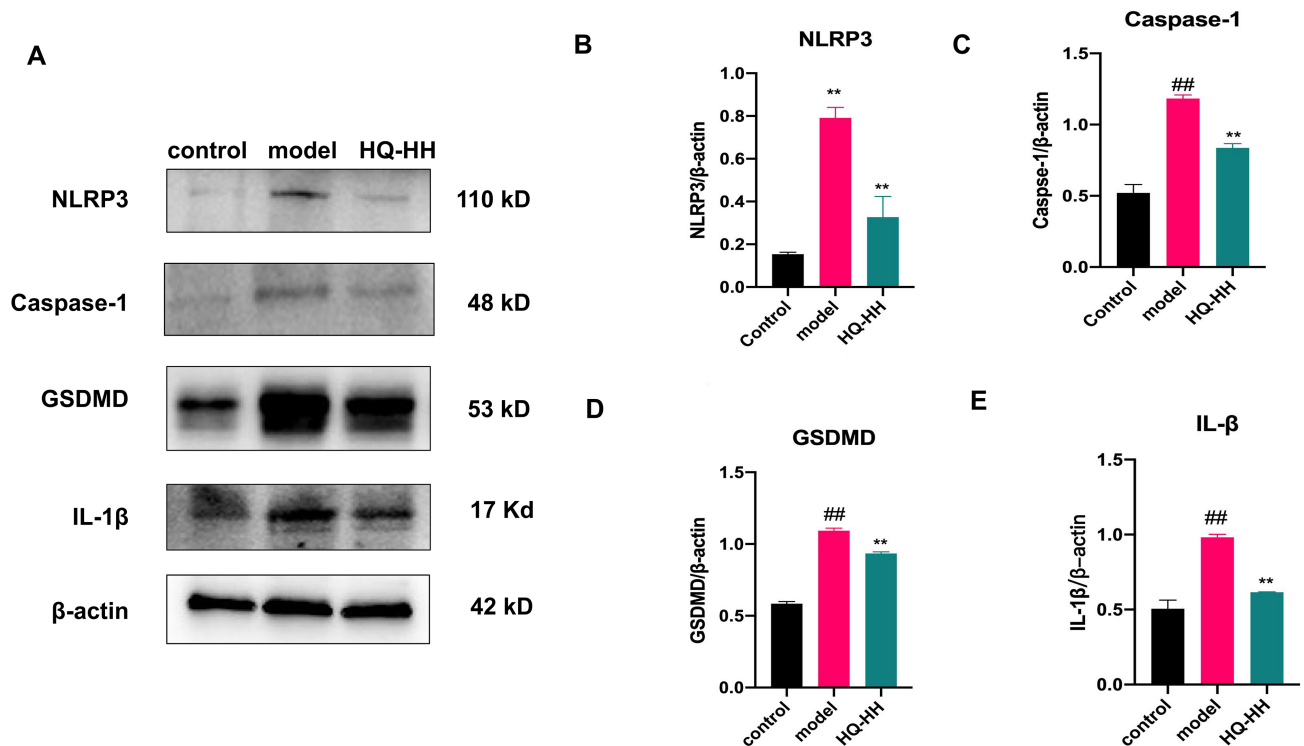 A
control model HQ-HH
NLRP3 110 kD
Caspase-1 48 kD
GSDMD 53 kD
IL-1β 17 Kd
β-actin 42 kD
B
NLRP3
NLRP3/β-actin
1.0
0.8
0.6
0.4
0.2
0.0
**
**
Control model HQ-HH
C
Caspase-1
Caspse-1/β-actin
1.5
1.0
0.5
0.0
##
**
Control model HQ-HH
D
GSDMD
GSDMD/β-actin
1.5
1.0
0.5
0.0
##
**
control model HQ-HH
E
IL-β
IL-1β/β–actin
1.5
1.0
0.5
0.0
##
**
control model HQ-HH